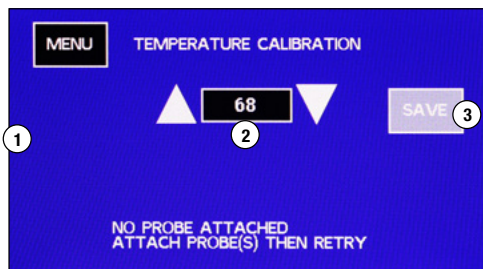 MENU
TEMPERATURE CALIBRATION
68
SAVE
1
2
3
NO PROBE ATTACHED
ATTACH PROBE(S) THEN RETRY